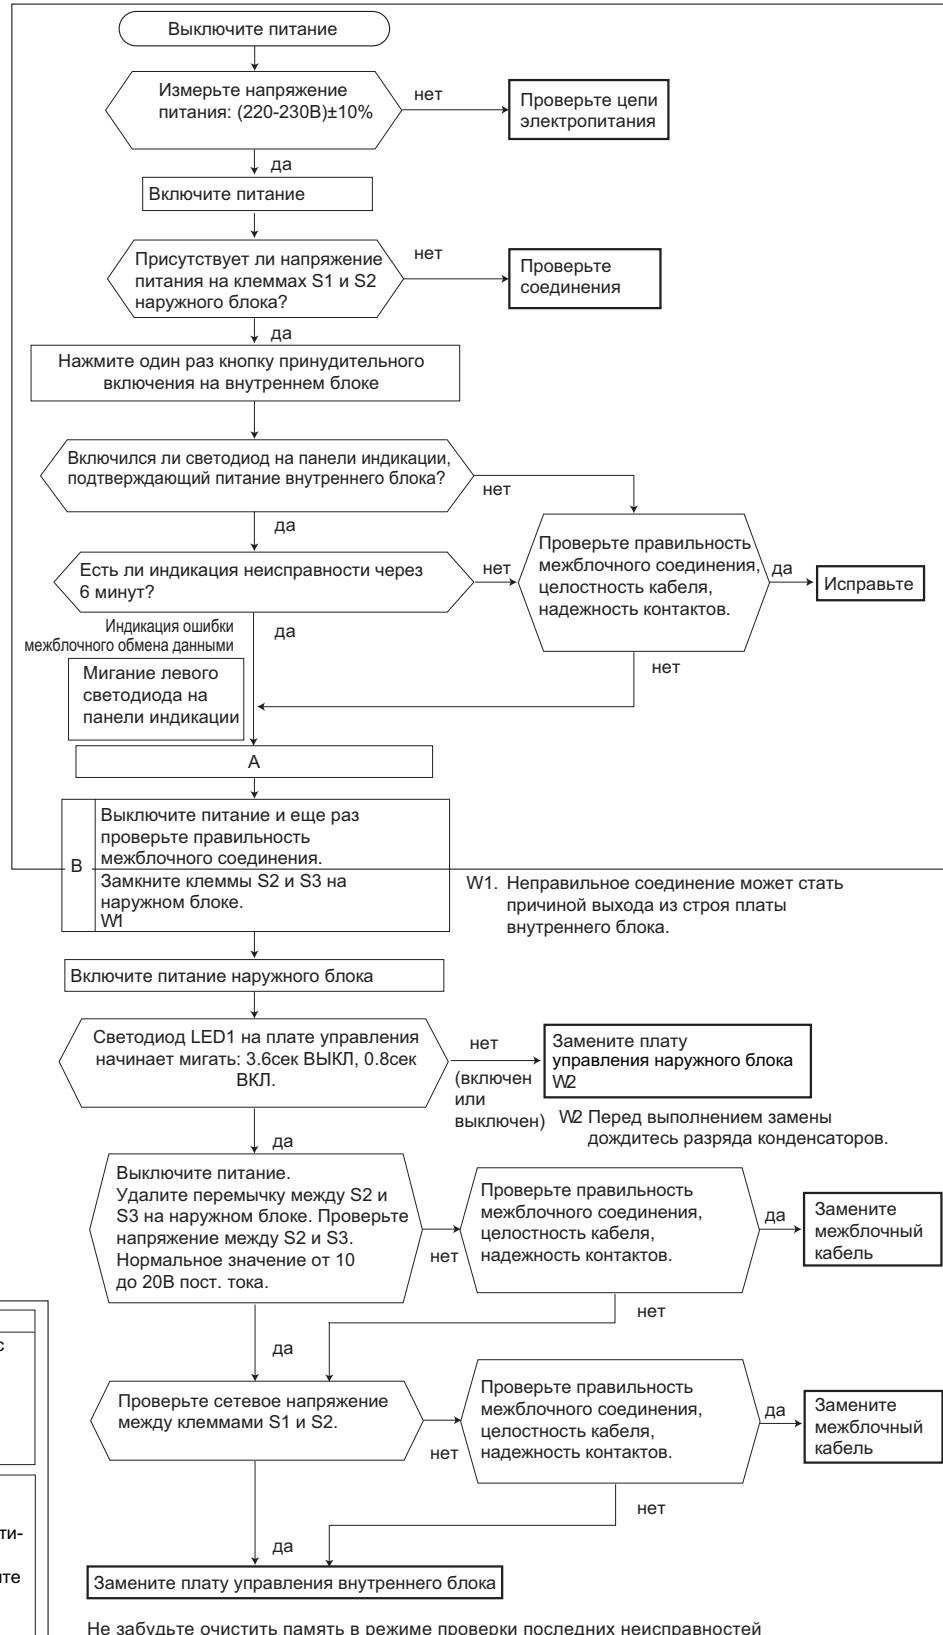 Выключите питание
Измерьте напряжение
питания: (220-230В)±10%
нет
Проверьте цепи
электропитания
да
Включите питание
Присутствует ли напряжение
питания на клеммах S1 и S2
наружного блока?
нет
Проверьте
соединения
да
Нажмите один раз кнопку принудительного
включения на внутреннем блоке
Включился ли светодиод на панели индикации,
подтверждающий питание внутреннего блока?
нет
да
Проверьте правильность
межблочного соединения,
целостность кабеля,
надежность контактов.
да
Исправьте
Есть ли индикация неисправности через
6 минут?
нет
Индикация ошибки
межблочного обмена данными
да
нет
Мигание левого
светодиода на
панели индикации
A
B
Выключите питание и еще раз
проверьте правильность
межблочного соединения.
Замкните клеммы S2 и S3 на
наружном блоке.
W1
W1. Неправильное соединение может стать
причиной выхода из строя платы
внутреннего блока.
Включите питание наружного блока
Светодиод LED1 на плате управления
начинает мигать: 3.6сек ВЫКЛ, 0.8сек
ВКЛ.
нет
(включен
или
выключен)
Замените плату
управления наружного блока
W2
W2 Перед выполнением замены
дождитесь разряда конденсаторов.
да
Выключите питание.
Удалите перемычку между S2 и
S3 на наружном блоке. Проверьте
напряжение между S2 и S3.
Нормальное значение от 10
до 20В пост. тока.
нет
Проверьте правильность
межблочного соединения,
целостность кабеля,
надежность контактов.
да
Замените
межблочный
кабель
нет
да
Проверьте сетевое напряжение
между клеммами S1 и S2.
нет
Проверьте правильность
межблочного соединения,
целостность кабеля,
надежность контактов.
да
Замените
межблочный
кабель
нет
да
Замените плату управления внутреннего блока
Не забудьте очистить память в режиме проверки последних неисправностей
с
ти-
те